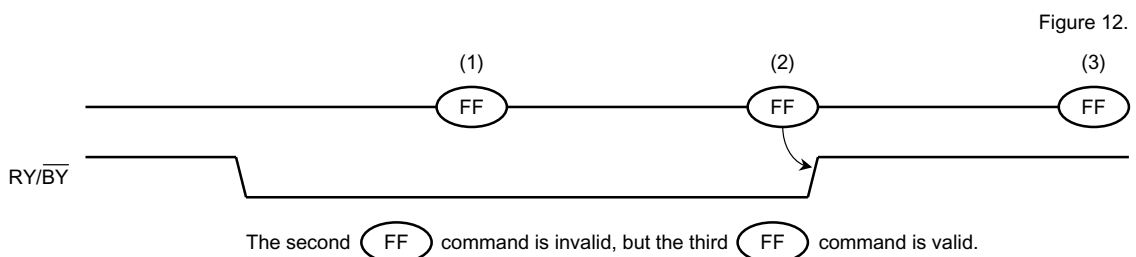 Figure 12.
(1) (2) (3)
FF FF FF
RY/B̅Y̅
The second FF command is invalid, but the third FF command is valid.